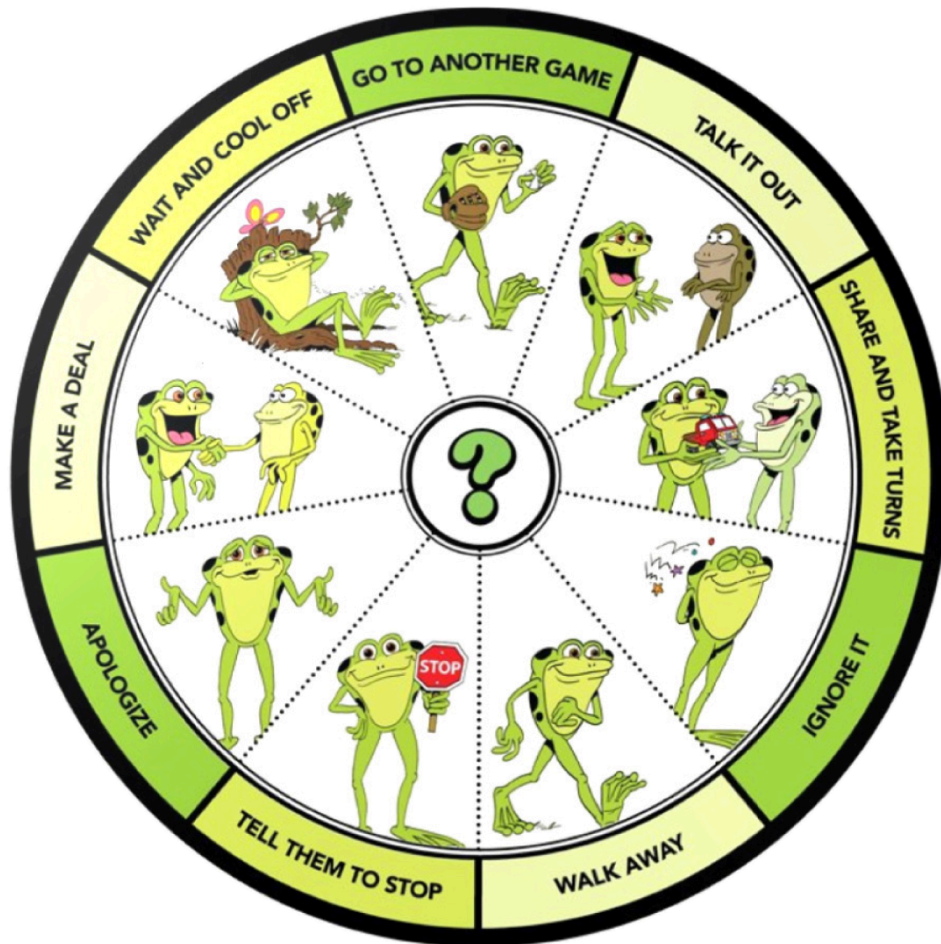 GO TO ANOTHER GAME
TALK IT OUT
SHARE AND TAKE TURNS
IGNORE IT
WALK AWAY
TELL THEM TO STOP
STOP
APOLOGIZE
MAKE A DEAL
WAIT AND COOL OFF
?